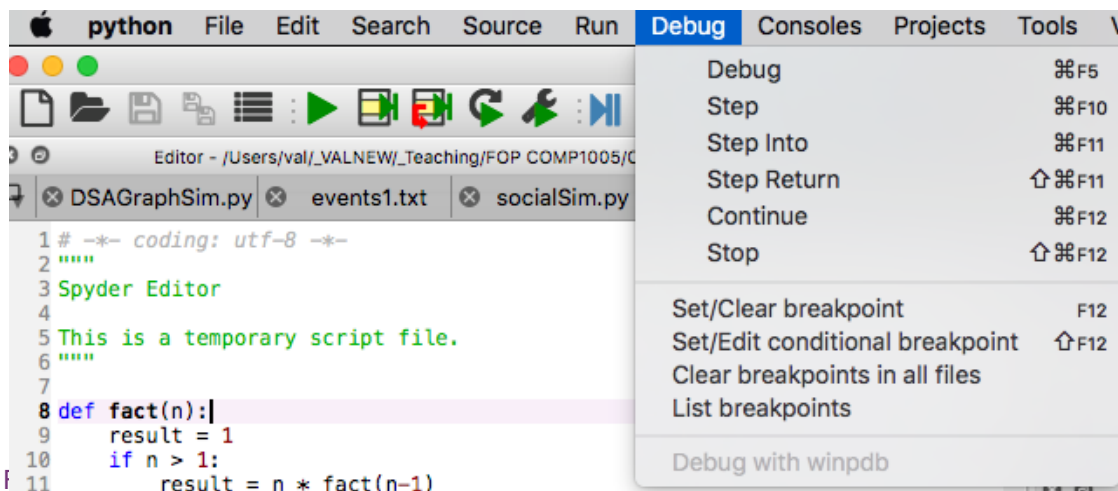 python File Edit Search Source Run Debug Consoles Projects Tools
Debug ⌘F5
Step ⌘F10
Step Into ⌘F11
Step Return ⇧⌘F11
Continue ⌘F12
Stop ⇧⌘F12
Set/Clear breakpoint F12
Set/Edit conditional breakpoint ⇧F12
Clear breakpoints in all files
List breakpoints
Debug with winpdb
Editor - /Users/val/_VALNEW/_Teaching/FOP COMP1005/
DSAGraphSim.py events1.txt socialSim.py
1 # -*- coding: utf-8 -*-
2 """
3 Spyder Editor
4
5 This is a temporary script file.
6 """
7
8 def fact(n):
9 result = 1
10 if n > 1:
11 result = n * fact(n-1)